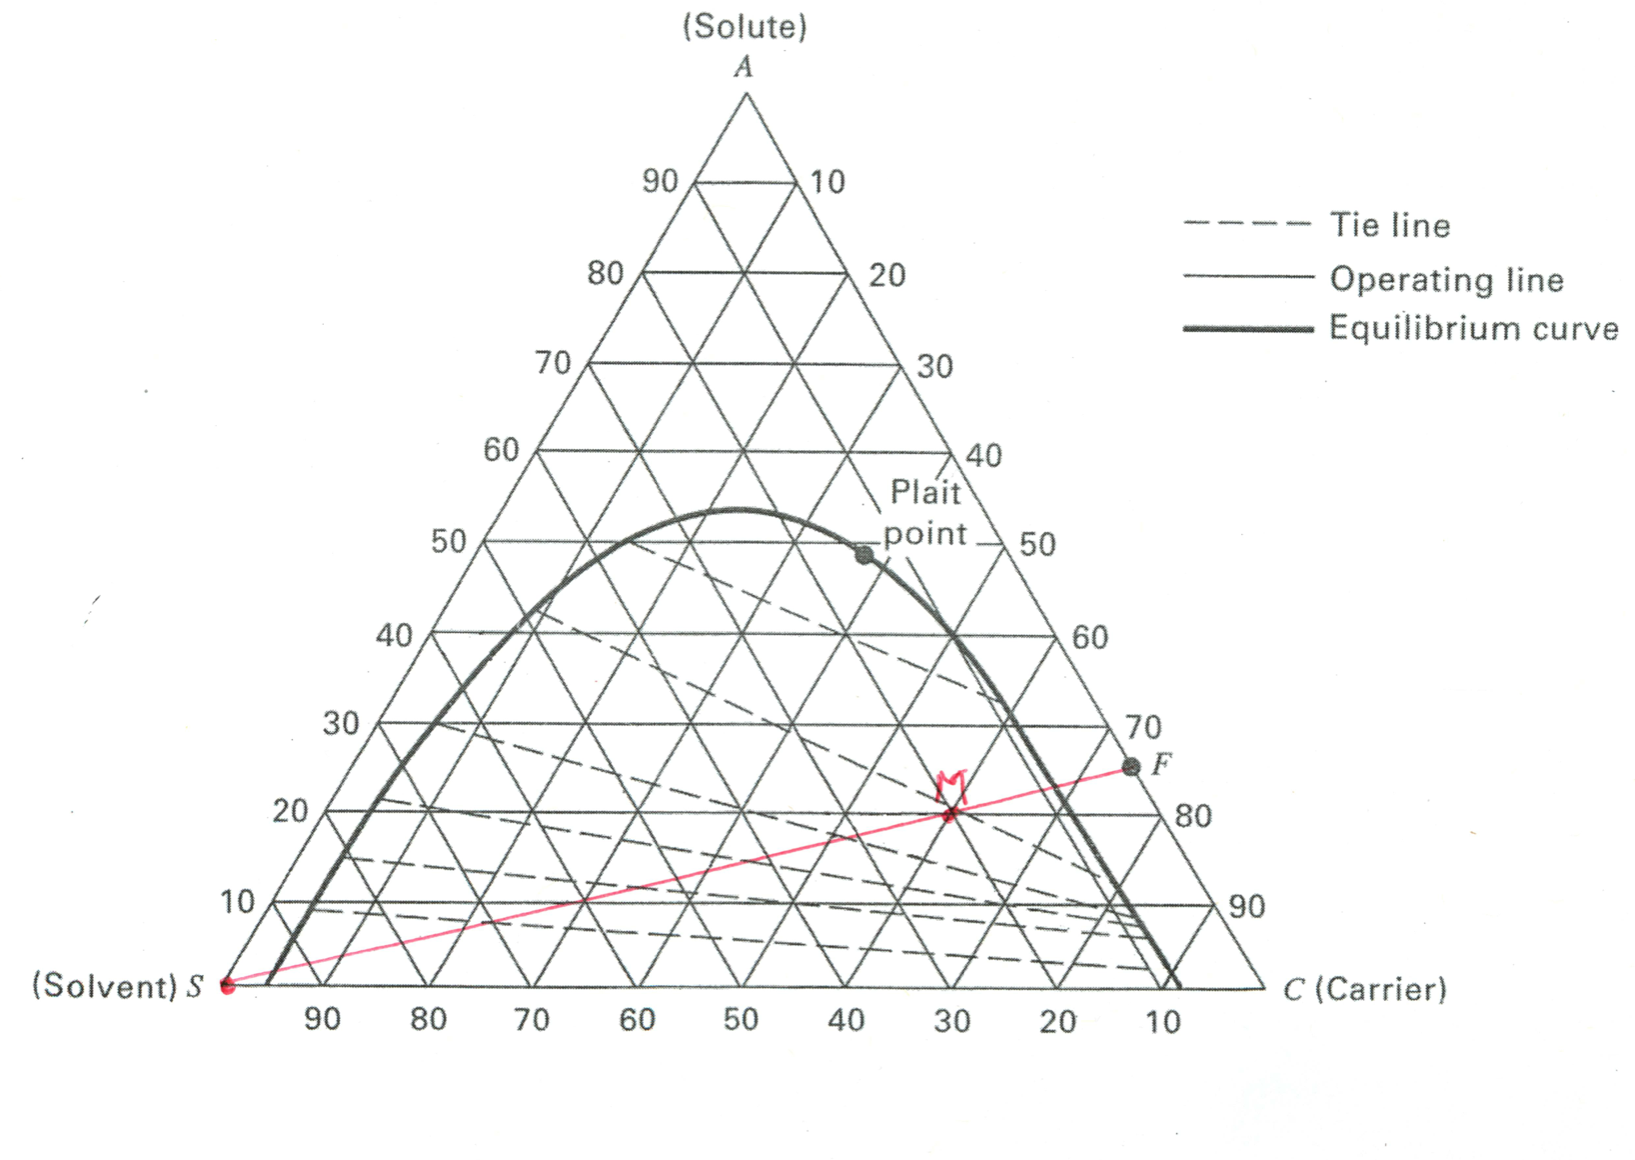 (Solute)
A
90 10
80 20
70 30
60 40
Plait
point
50 50
40 60
30 70
M
F
20 80
10 90
(Solvent) S
C (Carrier)
90 80 70 60 50 40 30 20 10
Tie line
Operating line
Equilibrium curve